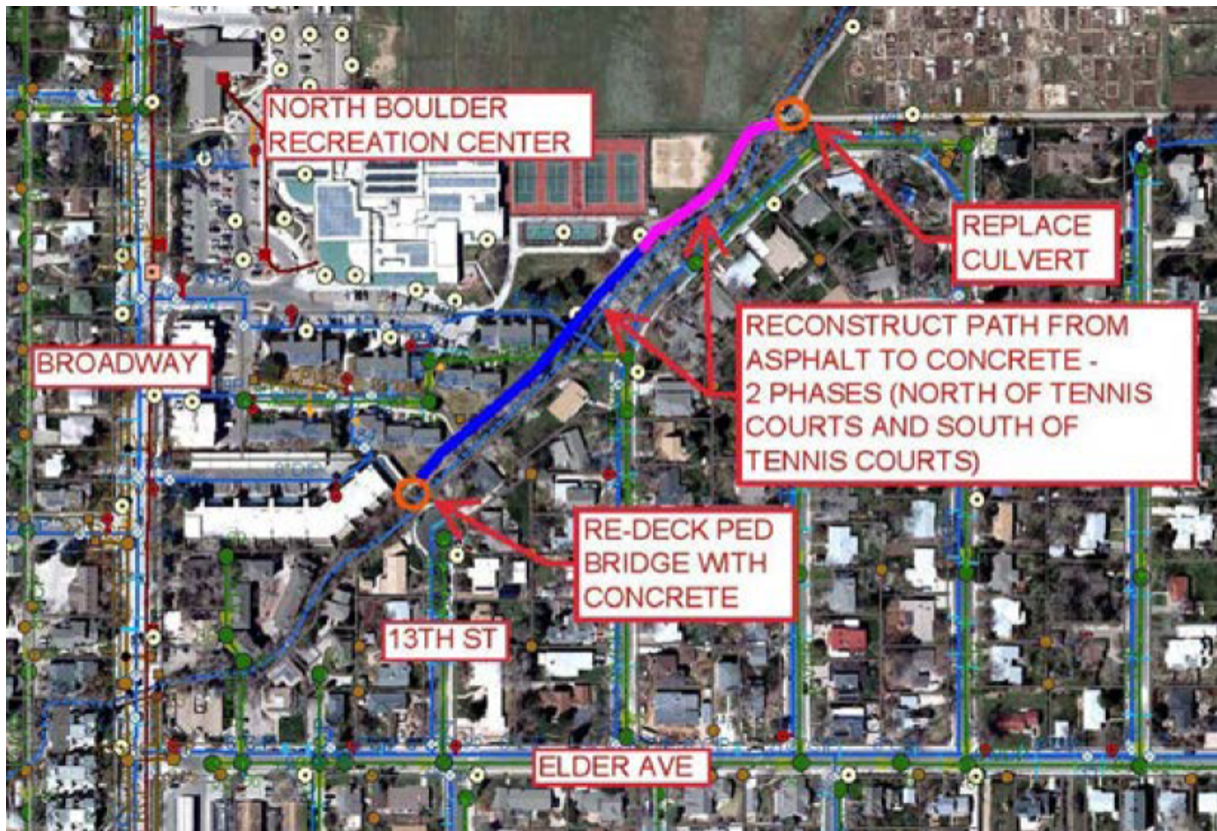 NORTH BOULDER
RECREATION CENTER
REPLACE
CULVERT
RECONSTRUCT PATH FROM
ASPHALT TO CONCRETE -
2 PHASES (NORTH OF TENNIS
COURTS AND SOUTH OF
TENNIS COURTS)
BROADWAY
RE-DECK PED
BRIDGE WITH
CONCRETE
13TH ST
ELDER AVE